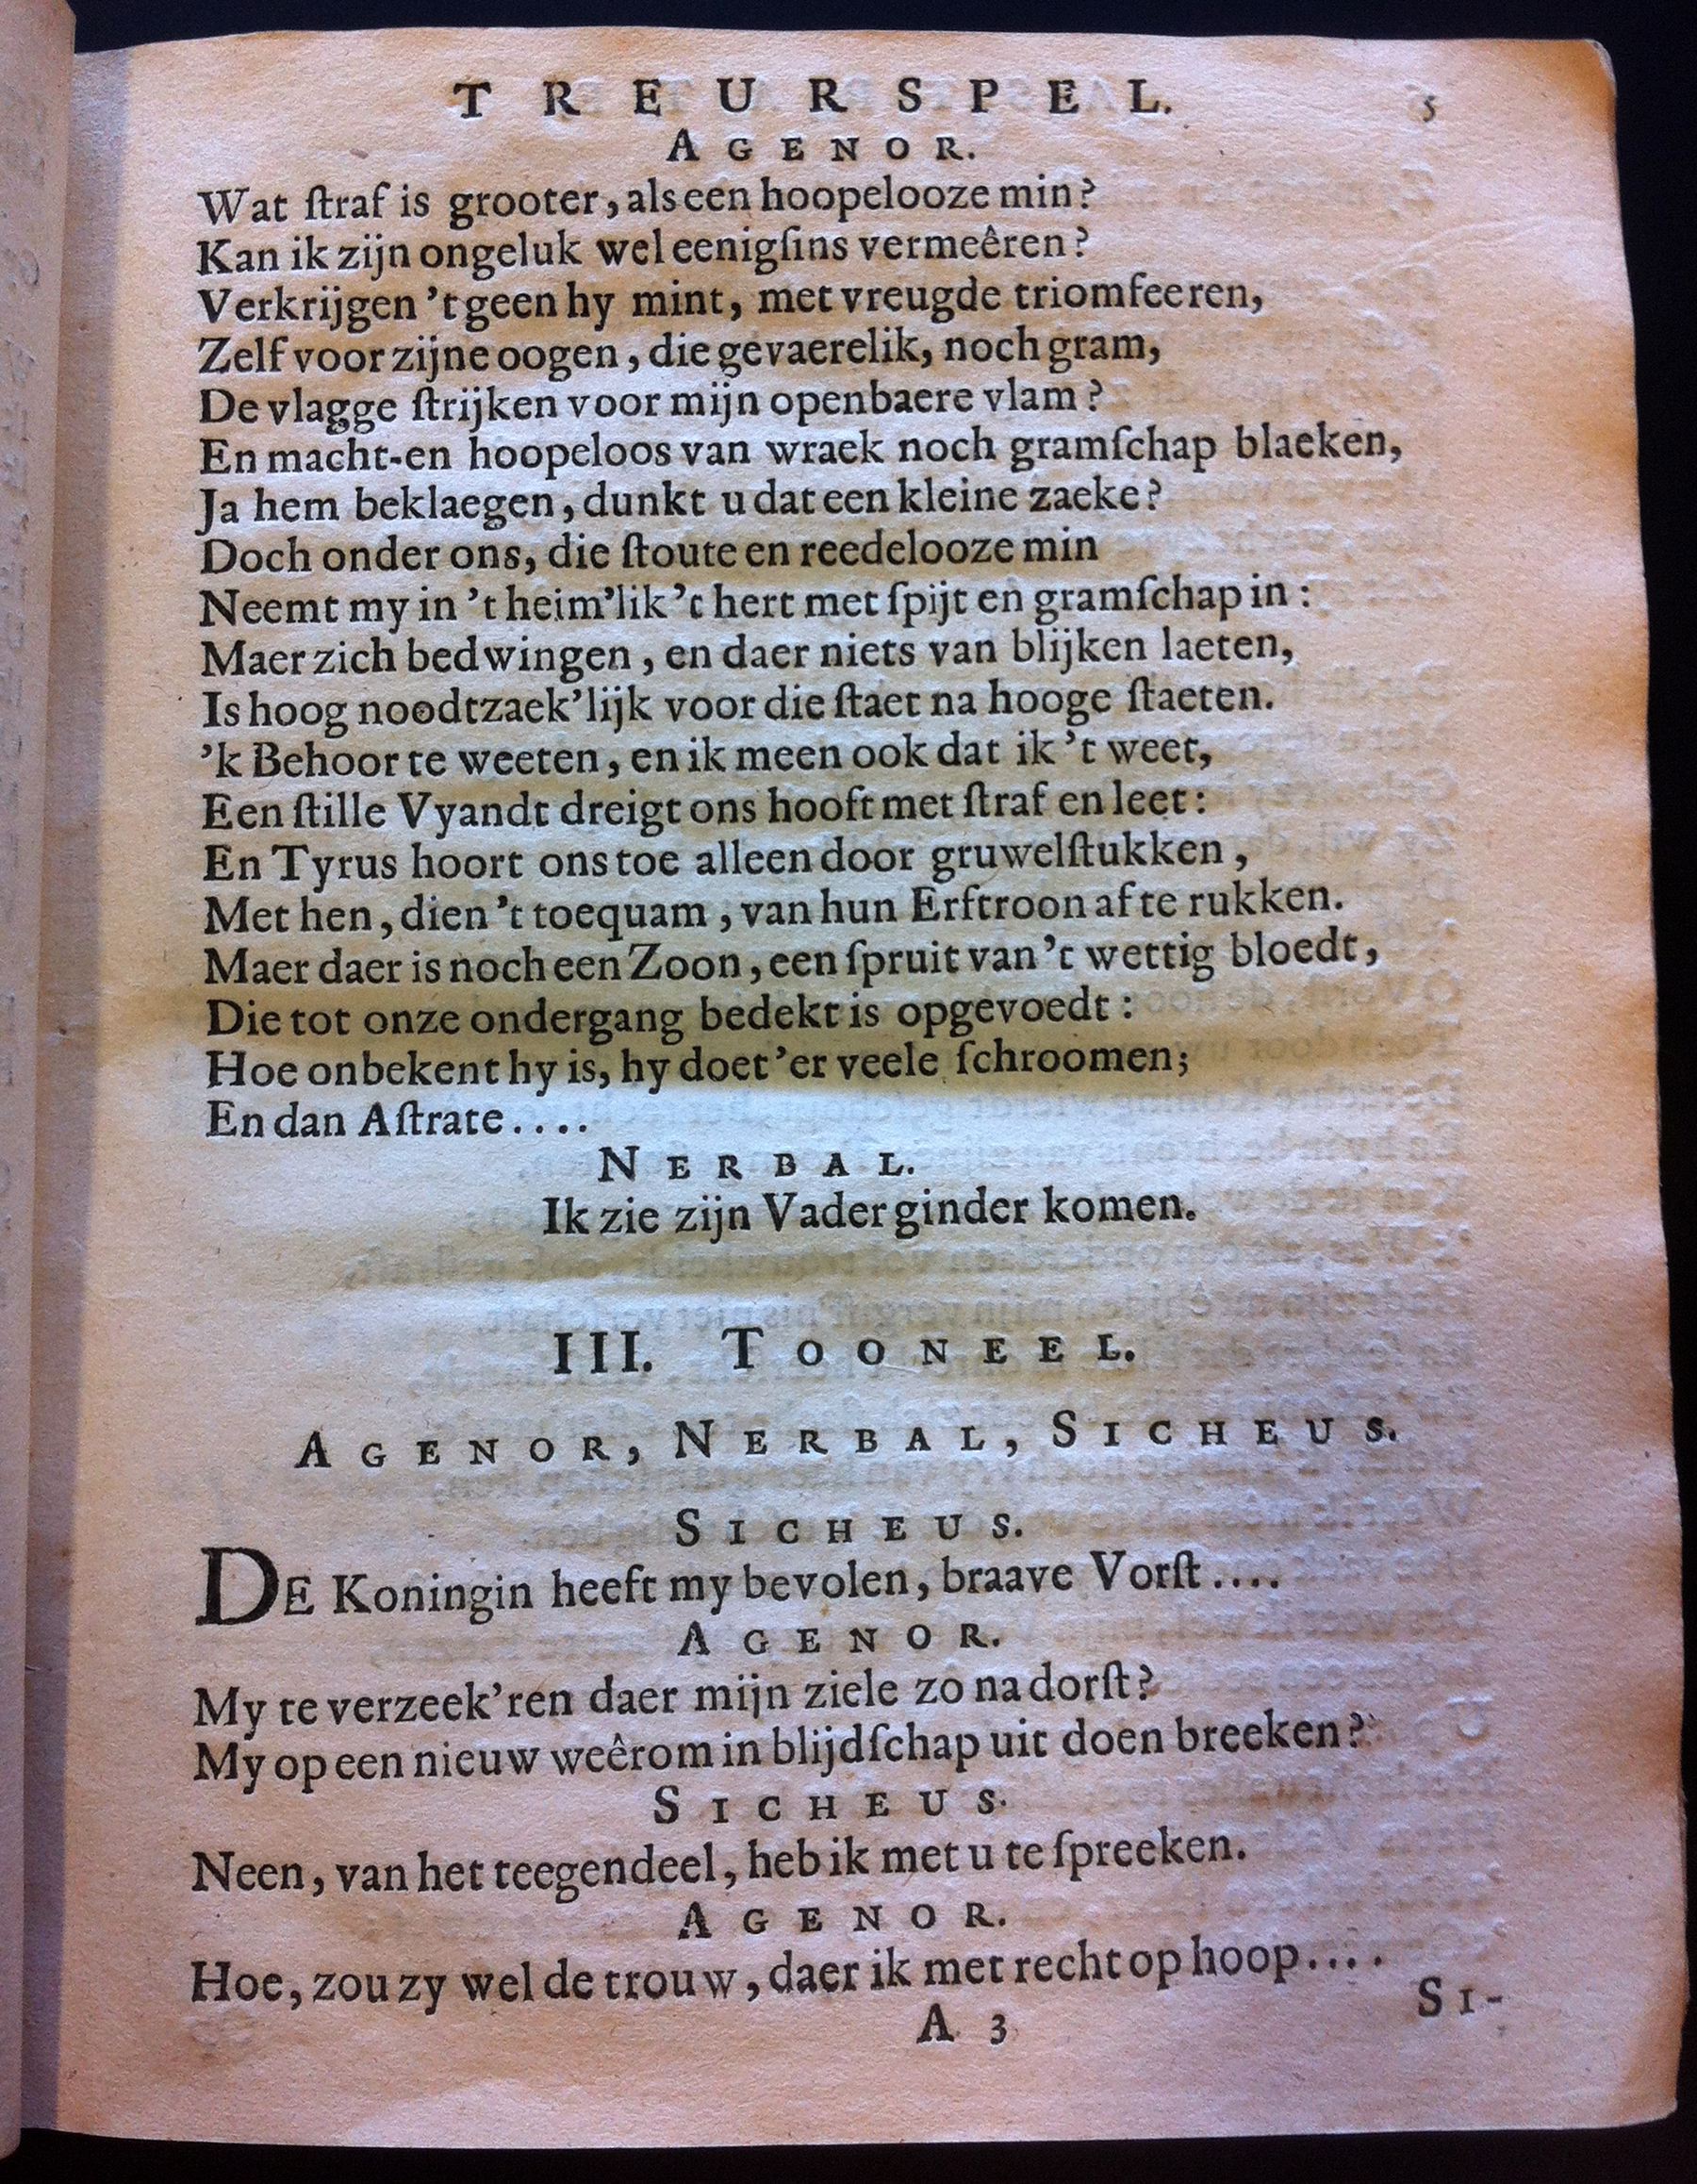 TREURSPEL. 5
AGENOR.
Wat ſtraf is grooter, als een hoopelooze min?
Kan ik zijn ongeluk wel eenigſins vermeêren?
Verkrijgen 't geen hy mint, met vreugde triomfeeren,
Zelf voor zijne oogen, die gevaerelik, noch gram,
De vlagge ſtrijken voor mijn openbaere vlam?
En macht-en hoopeloos van wraek noch gramſchap blaeken,
Ja hem beklaegen, dunkt u dat een kleine zaeke?
Doch onder ons, die ſtoute en reedelooze min
Neemt my in 't heim'lik 't hert met ſpijt en gramſchap in:
Maer zich bedwingen, en daer niets van blijken laeten,
Is hoog noodtzaek'lijk voor die ſtaet na hooge ſtaeten.
'k Behoor te weeten, en ik meen ook dat ik 't weet,
Een ſtille Vyandt dreigt ons hooft met ſtraf en leet:
En Tyrus hoort ons toe alleen door gruwelſtukken,
Met hen, dien 't toequam, van hun Erftroon af te rukken.
Maer daer is noch een Zoon, een ſpruit van 't wettig bloedt,
Die tot onze ondergang bedekt is opgevoedt:
Hoe onbekent hy is, hy doet 'er veele ſchroomen;
En dan Aſtrate....
NERBAL.
Ik zie zijn Vader ginder komen.
III. TOONEEL.
AGENOR, NERBAL, SICHEUS.
SICHEUS.
DE Koningin heeft my bevolen, braave Vorſt....
AGENOR.
My te verzeek'ren daer mijn ziele zo na dorſt?
My op een nieuw weêrom in blijdſchap uit doen breeken?
SICHEUS.
Neen, van het teegendeel, heb ik met u te ſpreeken.
AGENOR.
Hoe, zou zy wel de trouw, daer ik met recht op hoop....
A 3 SI-